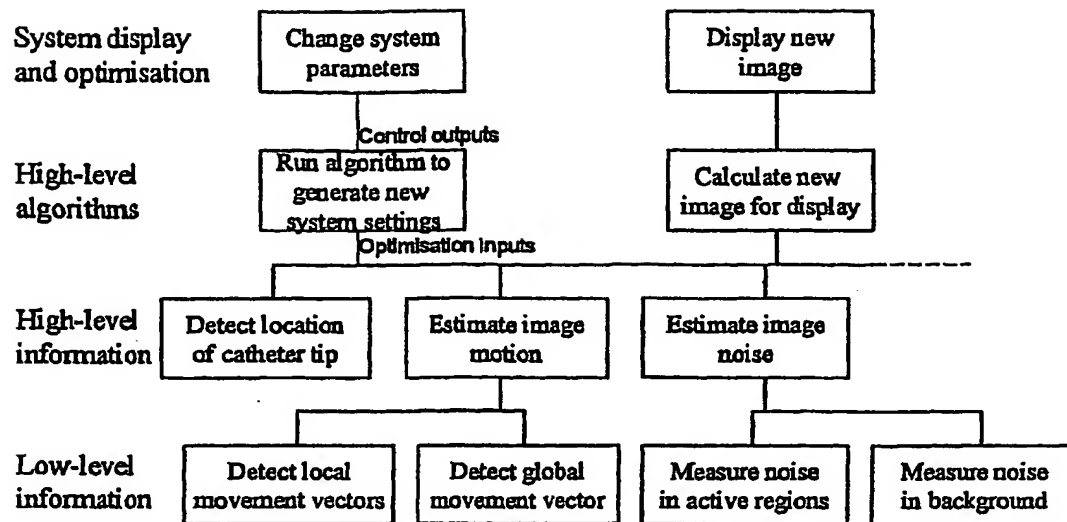 System display
and optimisation
Change system
parameters
Display new
image
Control outputs
High-level
algorithms
Run algorithm to
generate new
system settings
Calculate new
image for display
Optimisation inputs
High-level
information
Detect location
of catheter tip
Estimate image
motion
Estimate image
noise
Low-level
information
Detect local
movement vectors
Detect global
movement vector
Measure noise
in active regions
Measure noise
in background